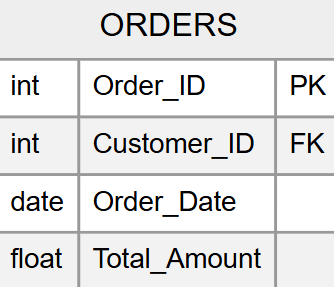 ORDERS
int Order_ID PK
int Customer_ID FK
date Order_Date
float Total_Amount